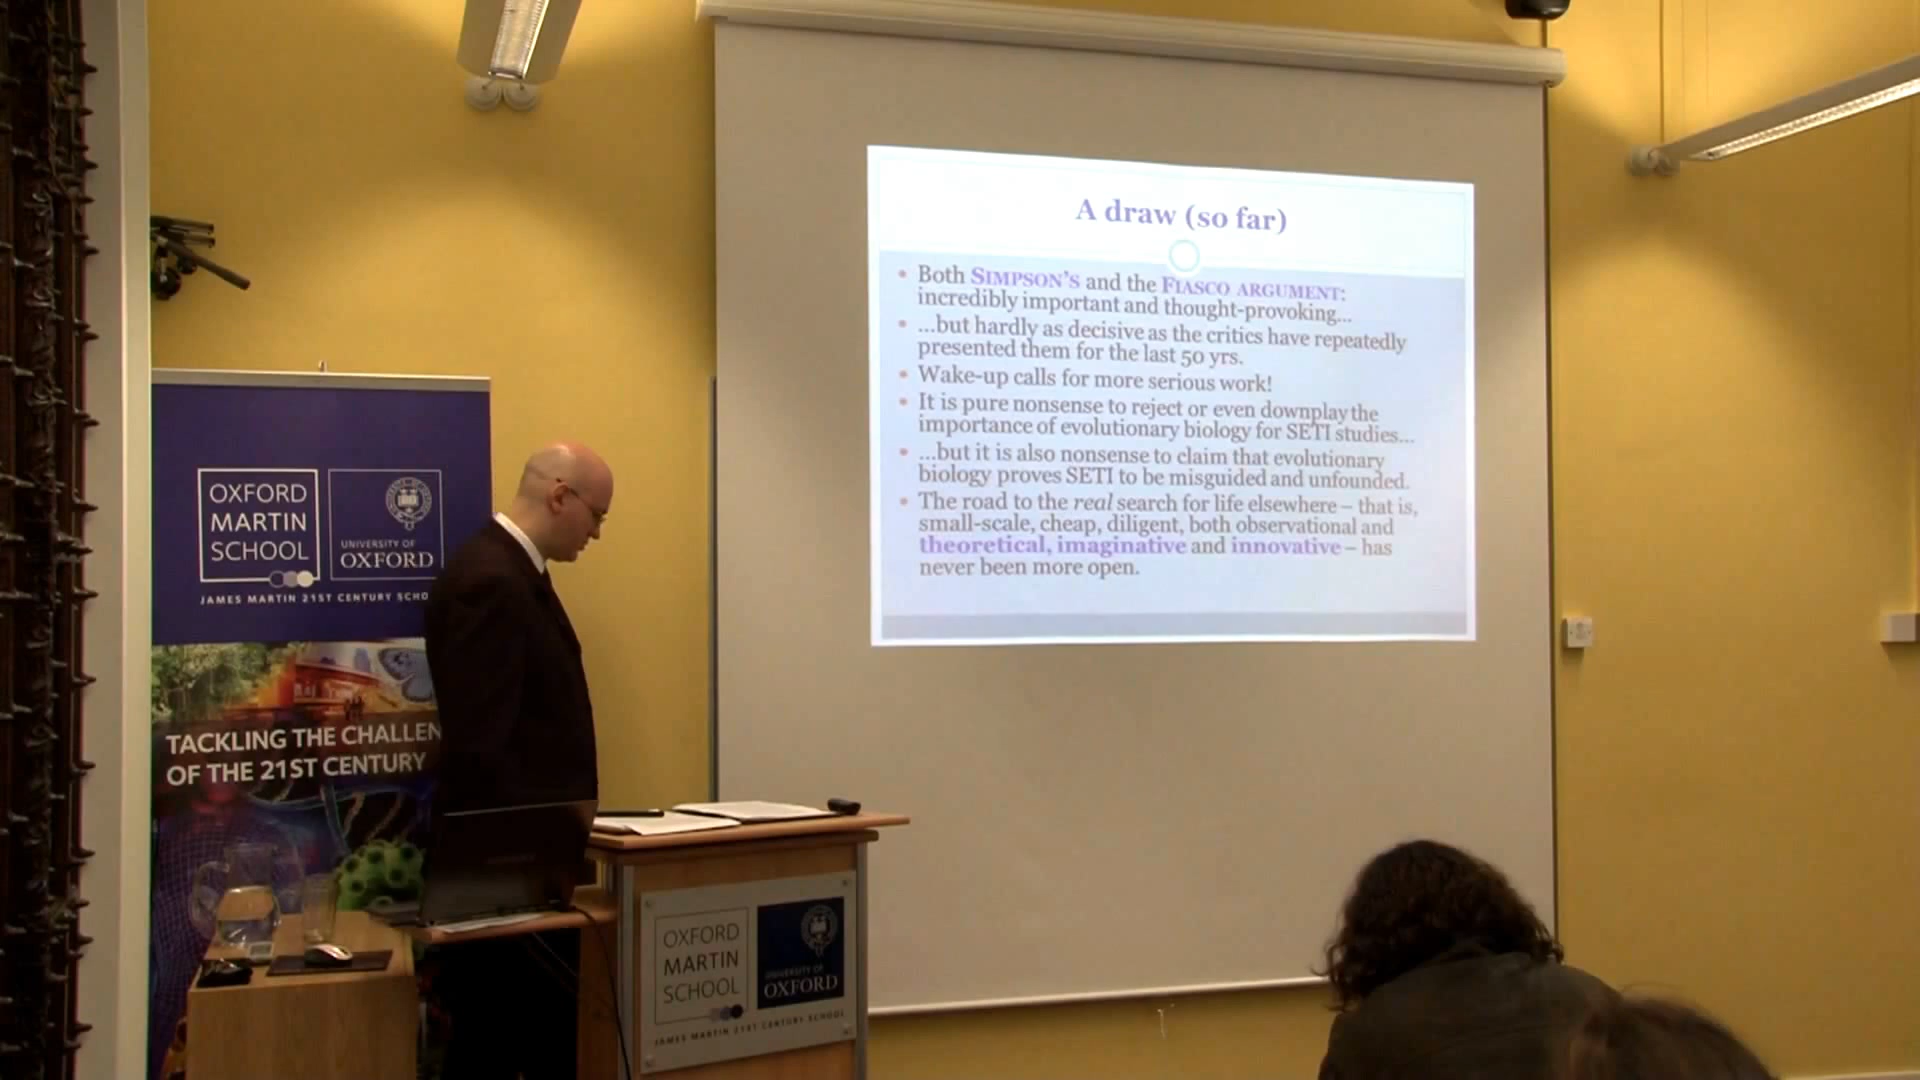 A draw (so far)
• Both SIMPSON'S and the FIASCO ARGUMENT:
incredibly important and thought-provoking...
• ...but hardly as decisive as the critics have repeatedly
presented them for the last 50 yrs.
• Wake-up calls for more serious work!
• It is pure nonsense to reject or even downplay the
importance of evolutionary biology for SETI studies...
• ...but it is also nonsense to claim that evolutionary
biology proves SETI to be misguided and unfounded.
• The road to the real search for life elsewhere – that is,
small-scale, cheap, diligent, both observational and
theoretical, imaginative and innovative – has
never been more open.
OXFORD
MARTIN
SCHOOL
UNIVERSITY OF
OXFORD
JAMES MARTIN 21ST CENTURY SCHO
TACKLING THE CHALLEN
OF THE 21ST CENTURY
OXFORD
MARTIN
SCHOOL
UNIVERSITY OF
OXFORD
JAMES MARTIN 21ST CENTURY SCHOOL